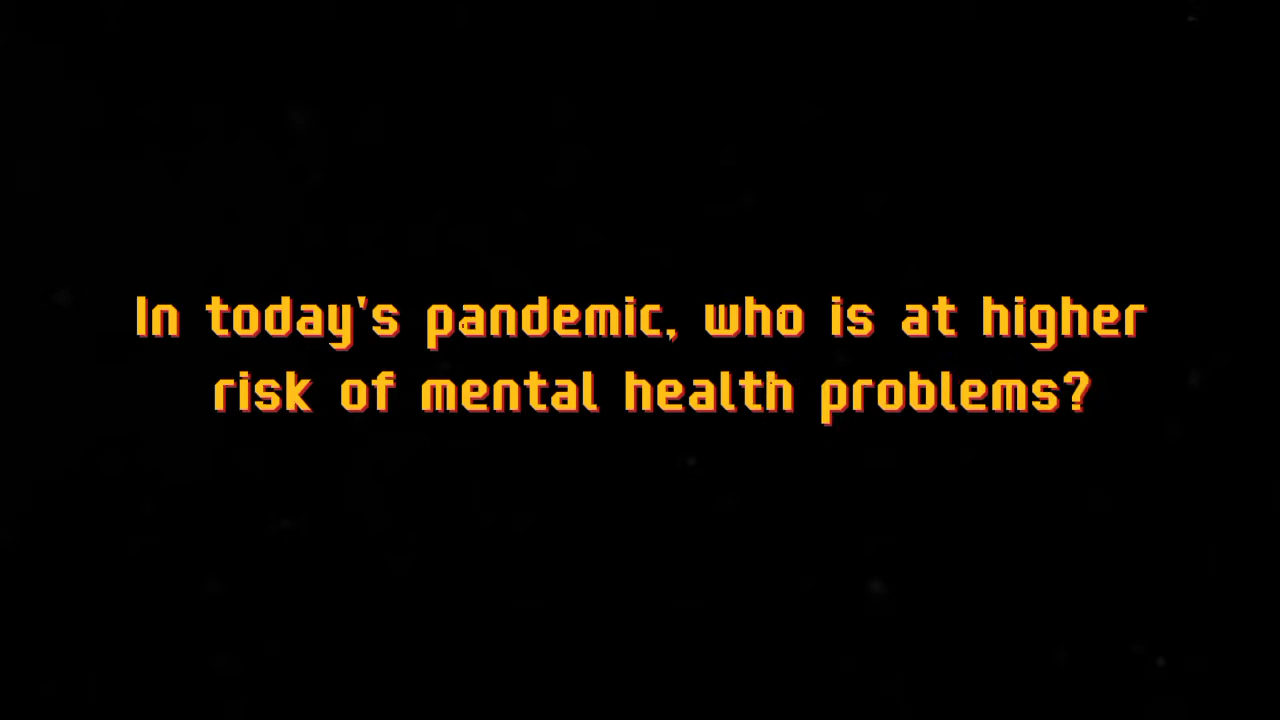 In today's pandemic, who is at higher
risk of mental health problems?